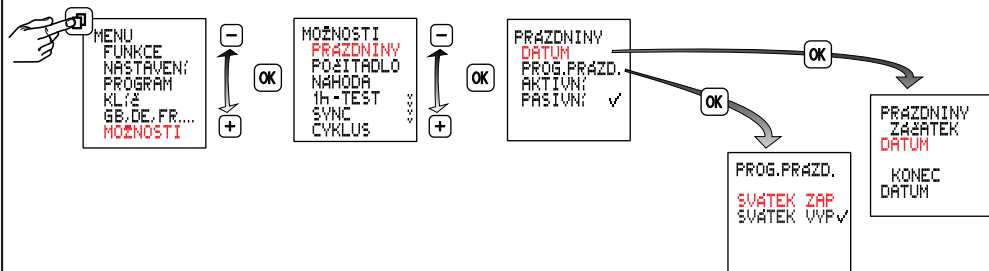 MENU
FUNKCE
NASTAVENÍ
PROGRAM
KLÍČ
GB,DE,FR....
MOŽNOSTI
−
+
OK
MOŽNOSTI
PRÁZDNINY
POČITADLO
NÁHODA
1h-TEST
SYNC
CYKLUS
−
+
OK
PRÁZDNINY
DATUM
PROG.PRÁZD.
AKTIVNÍ
PASIVNÍ ✓
OK
OK
PROG.PRÁZD.
SVÁTEK ZAP
SVÁTEK VYP✓
PRÁZDNINY
ZAČÁTEK
DATUM
KONEC
DATUM